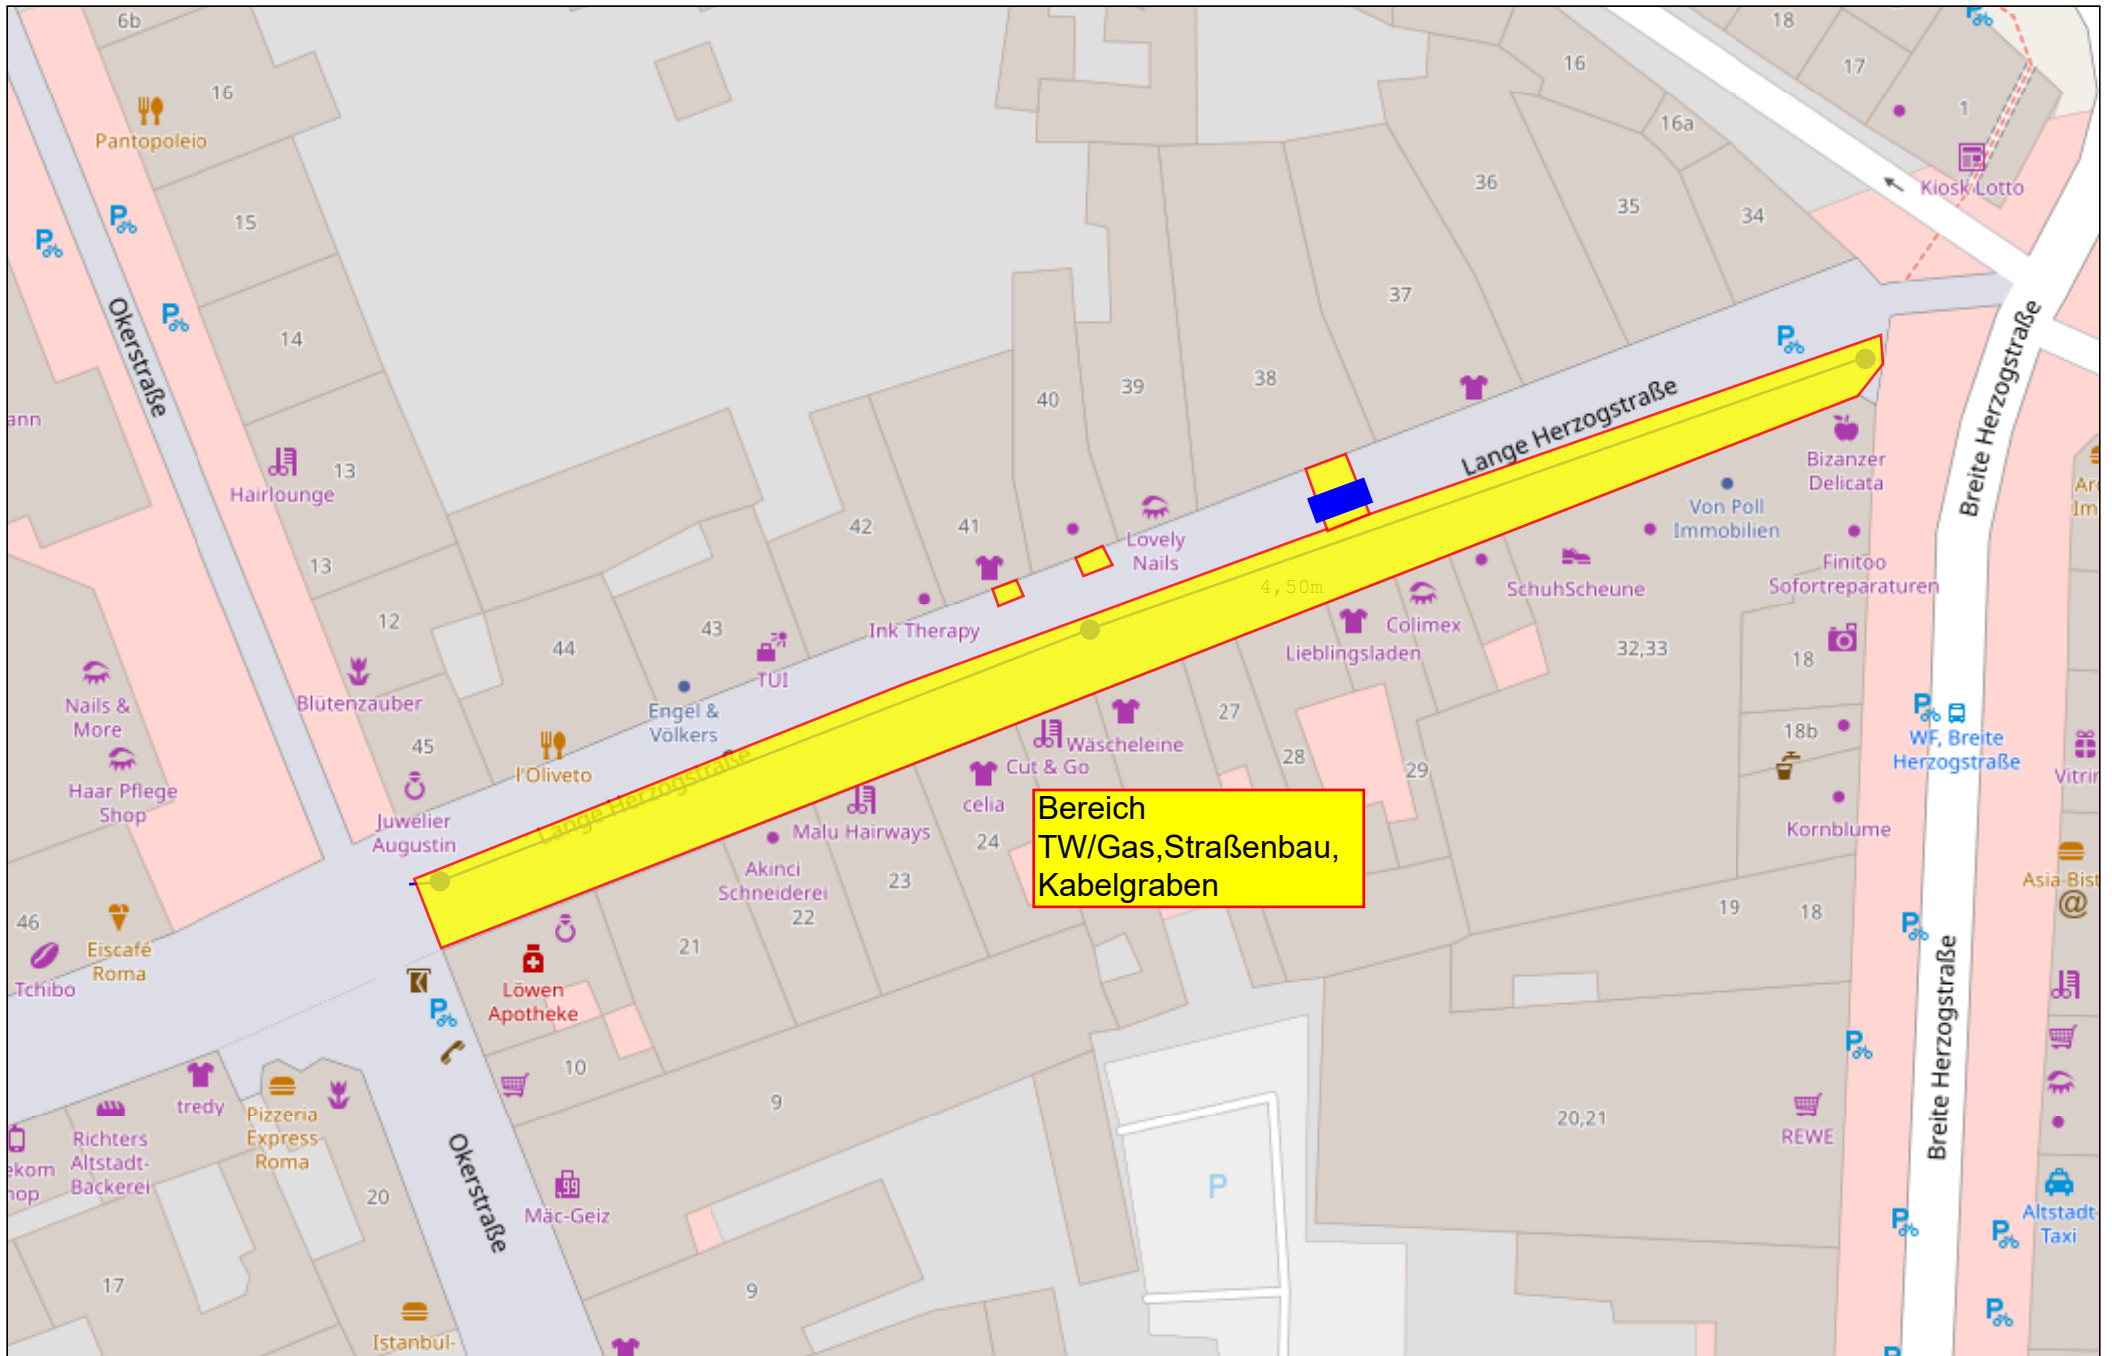 6b
18
16
16
17
Pantopoleio
16a
1
Kiosk Lotto
36
35
34
15
37
14
Okerstraße
40
39
38
Breite Herzogstraße
Lange Herzogstraße
ann
13
Hairlounge
Bizanzer
Delicata
Von Poll
Immobilien
42
41
Lovely
Nails
13
Finitoo
Sofortreparaturen
4,50m
SchuhScheune
12
43
Ink Therapy
Colimex
Lieblingsladen
44
32,33
18
TUI
Nails &
More
Blütenzauber
Engel &
Völkers
27
18b
WF, Breite
Herzogstraße
45
l'Oliveto
Wäscheleine
Cut & Go
28
29
Haar Pflege
Shop
Lange Herzogstraße
celia
Juwelier
Augustin
Malu Hairways
Kornblume
24
Bereich
TW/Gas,Straßenbau,
Kabelgraben
Akinci
Schneiderei
23
22
Asia-Bist
46
Eiscafé
Roma
21
19
18
Tchibo
Löwen
Apotheke
Breite Herzogstraße
10
tredy
Pizzeria
Express
Roma
9
20,21
REWE
Richters
Altstadt-
Bäckerei
ekom
hop
Okerstraße
20
Mäc-Geiz
P
Altstadt-
Taxi
17
9
Istanbul-